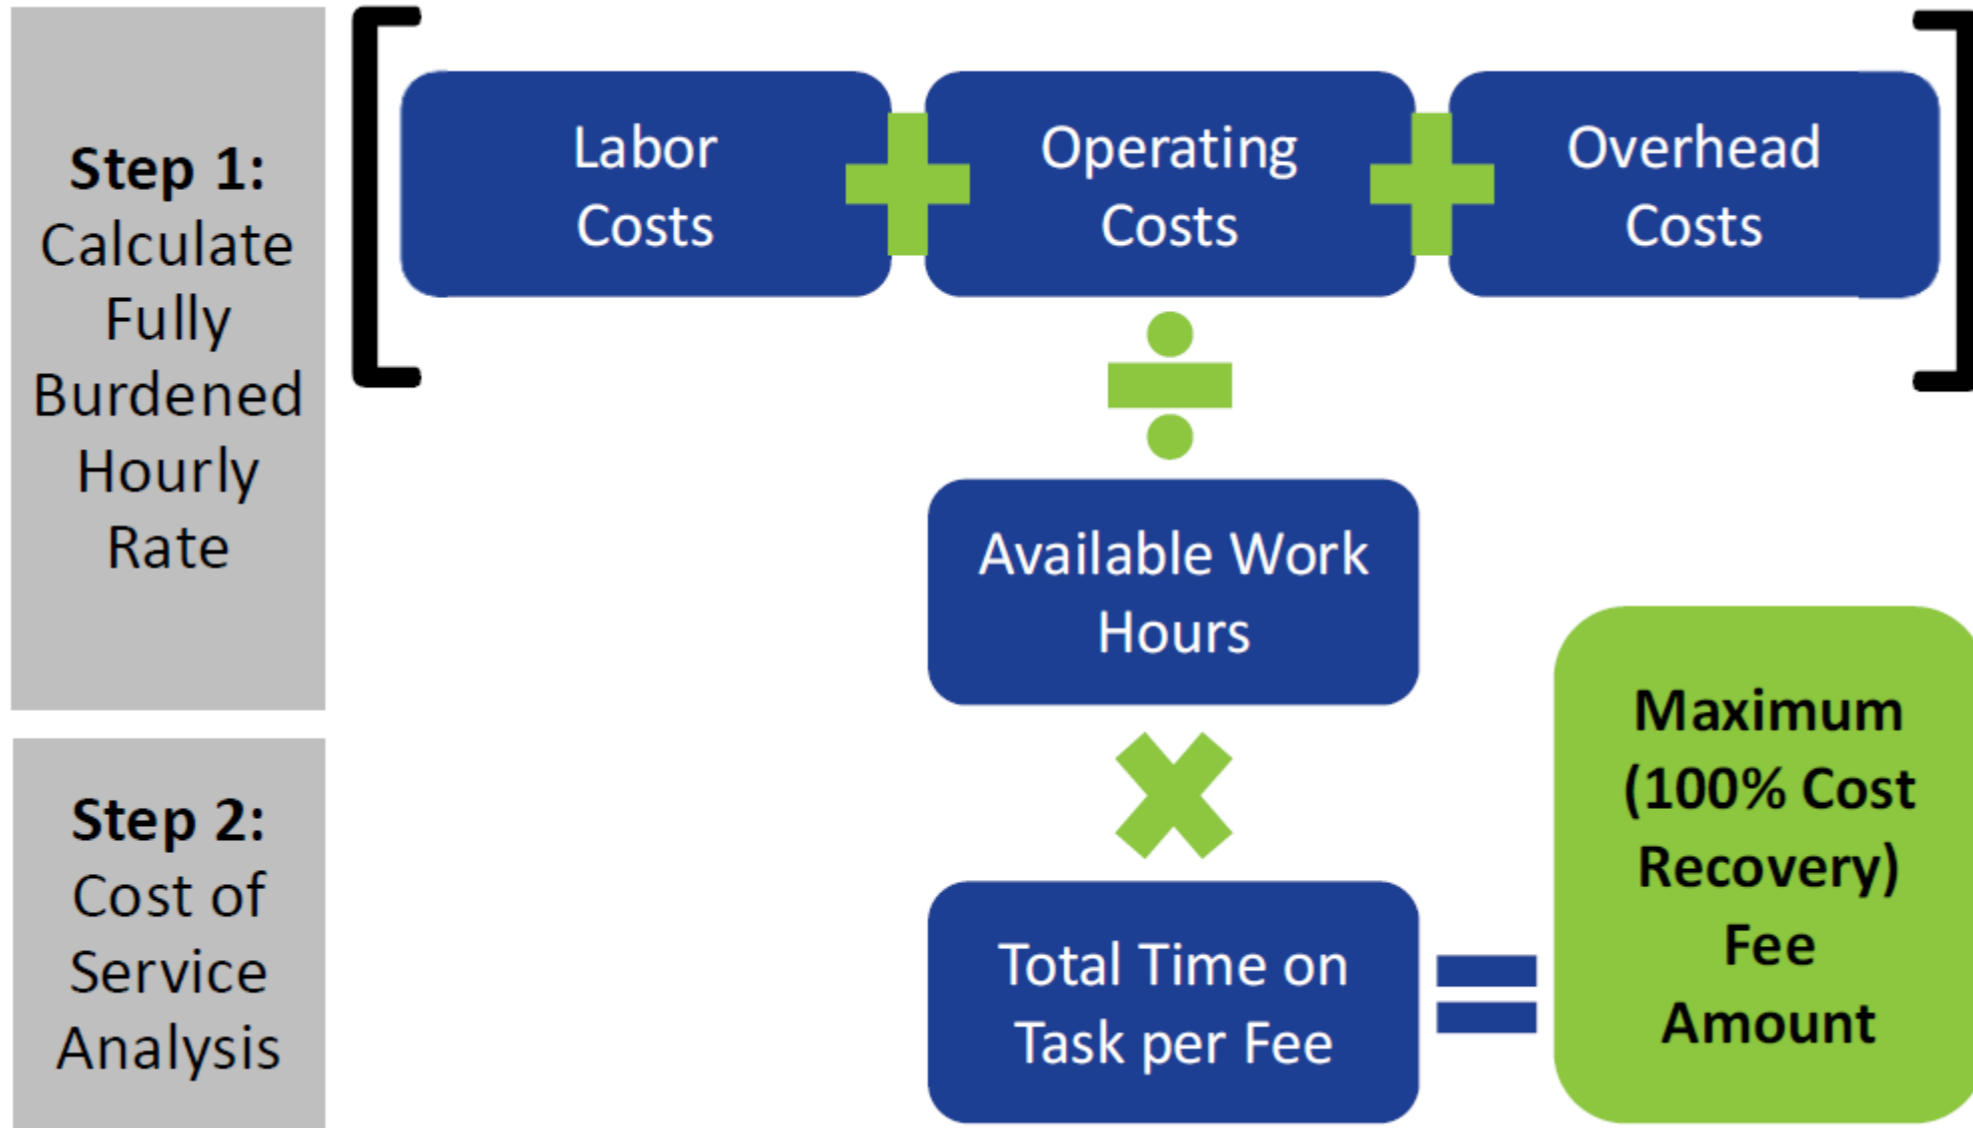 Step 1:
Calculate
Fully
Burdened
Hourly
Rate
Labor
Costs
Operating
Costs
Overhead
Costs
Available Work
Hours
Step 2:
Cost of
Service
Analysis
Total Time on
Task per Fee
Maximum
(100% Cost
Recovery)
Fee
Amount